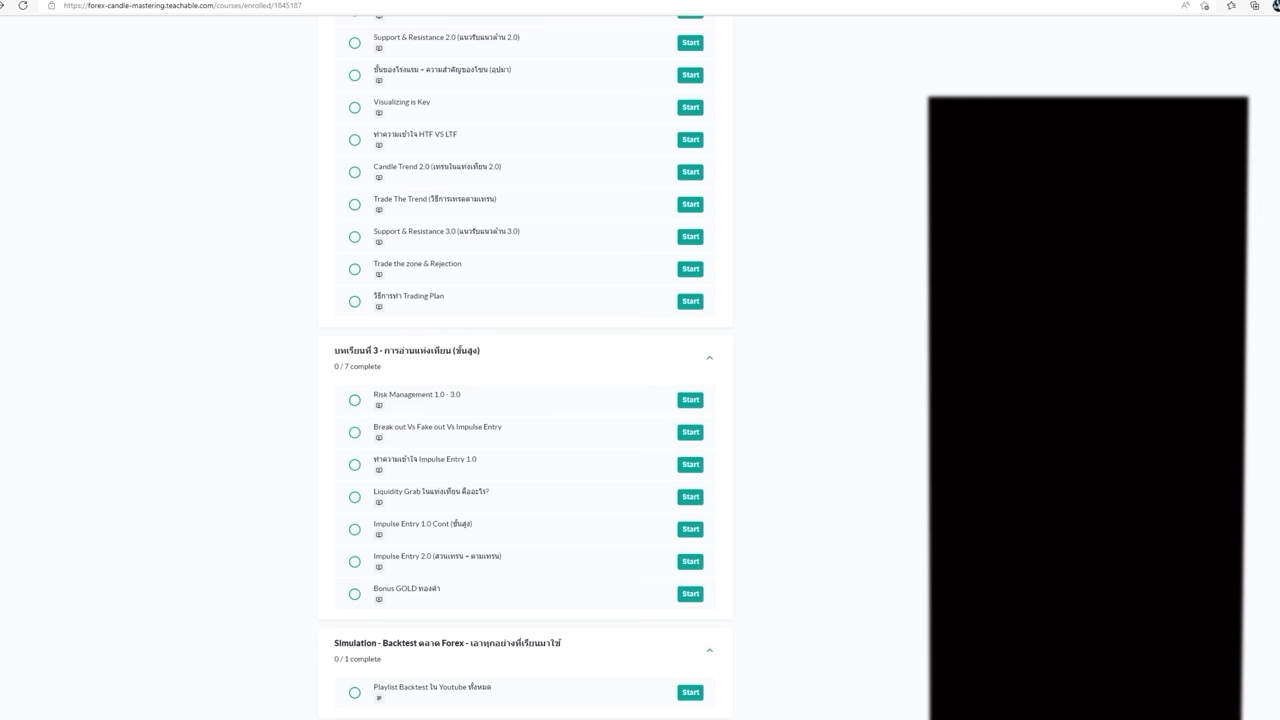 https://forex-candle-mastering.teachable.com/courses/enrolled/1845187
Support & Resistance 2.0 (แนวรับแนวต้าน 2.0)
Start
ชั้นของโรงแรม + ความสำคัญของโซน (อุปมา)
Start
Visualizing is Key
Start
ทำความเข้าใจ HTF VS LTF
Start
Candle Trend 2.0 (เทรนในแท่งเทียน 2.0)
Start
Trade The Trend (วิธีการเทรดตามเทรน)
Start
Support & Resistance 3.0 (แนวรับแนวต้าน 3.0)
Start
Trade the zone & Rejection
Start
วิธีการทำ Trading Plan
Start
บทเรียนที่ 3 - การอ่านแท่งเทียน (ขั้นสูง)
0 / 7 complete
Risk Management 1.0 - 3.0
Start
Break out Vs Fake out Vs Impulse Entry
Start
ทำความเข้าใจ Impulse Entry 1.0
Start
Liquidity Grab ในแท่งเทียน คืออะไร?
Start
Impulse Entry 1.0 Cont (ขั้นสูง)
Start
Impulse Entry 2.0 (สวนเทรน + ตามเทรน)
Start
Bonus GOLD ทองคำ
Start
Simulation - Backtest ตลาด Forex - เอาทุกอย่างที่เรียนมาใช้
0 / 1 complete
Playlist Backtest ใน Youtube ทั้งหมด
Start